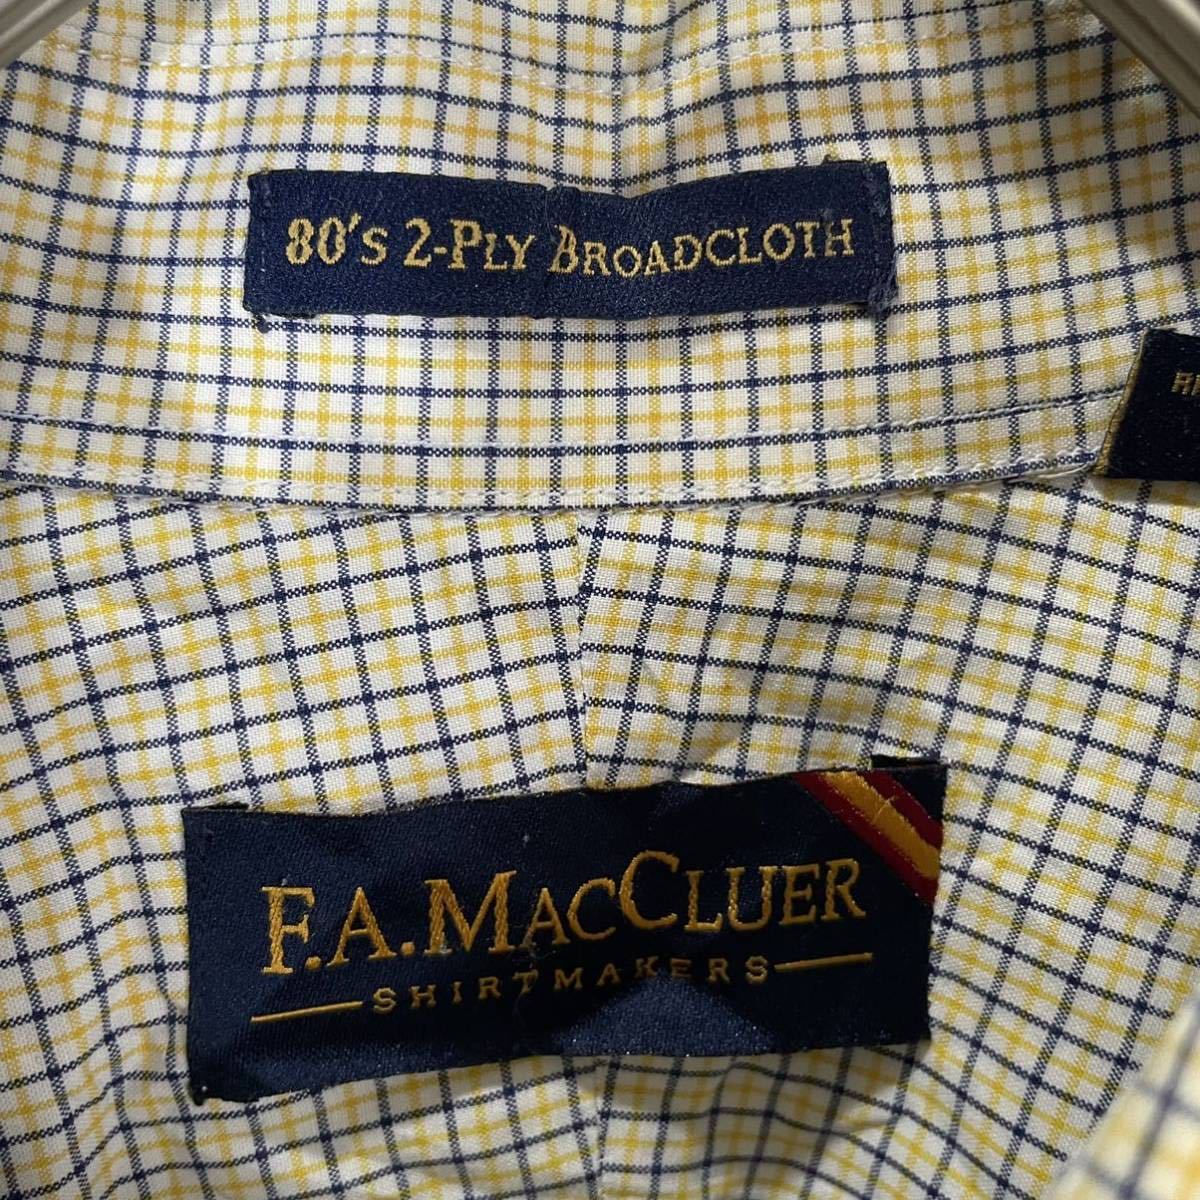 80'S 2-PLY BROADCLOTH
F.A.MACCLUER
SHIRTMAKERS